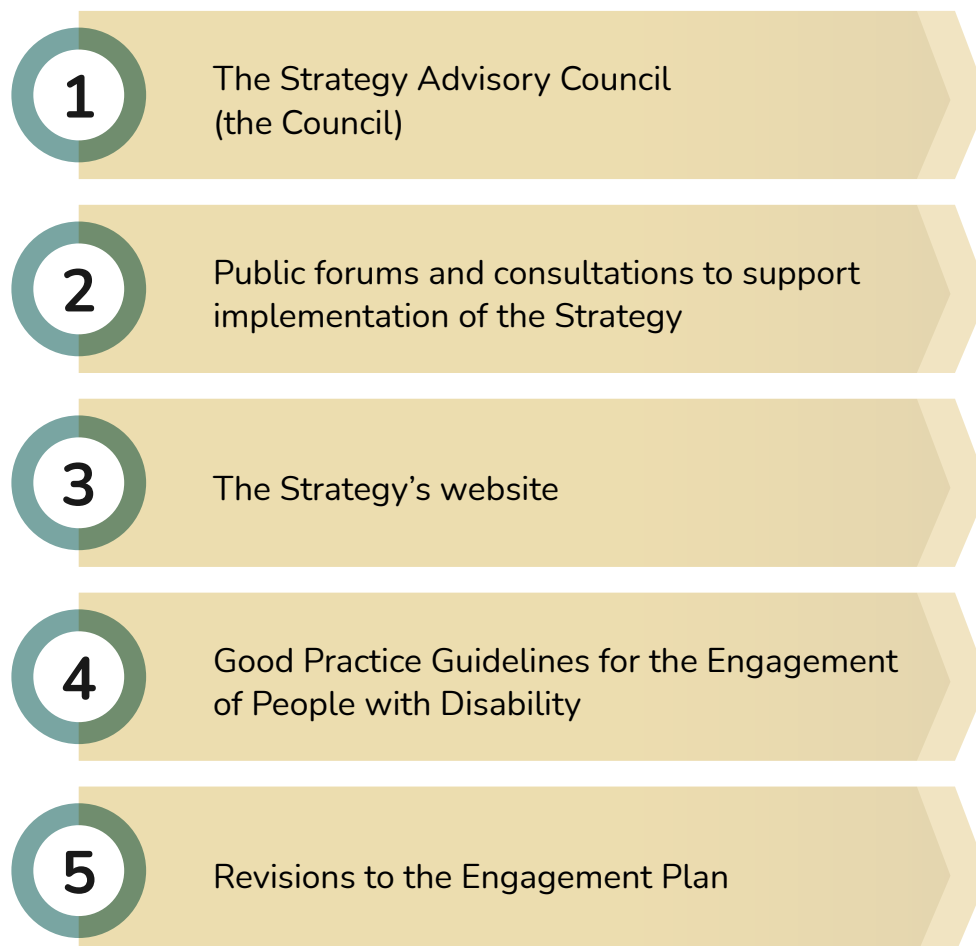 1
The Strategy Advisory Council
(the Council)
2
Public forums and consultations to support
implementation of the Strategy
3
The Strategy’s website
4
Good Practice Guidelines for the Engagement
of People with Disability
5
Revisions to the Engagement Plan